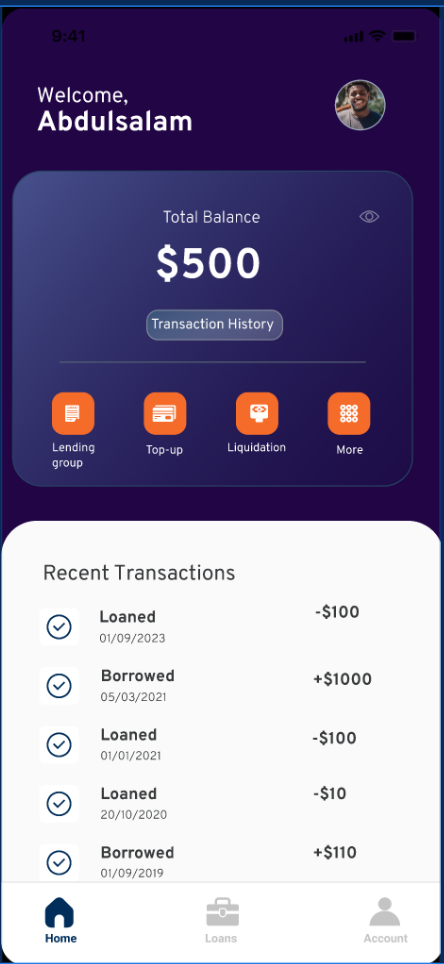 9:41
Welcome,
Abdulsalam
Total Balance
$500
Transaction History
Lending
group
Top-up
Liquidation
More
Recent Transactions
Loaned -$100
01/09/2023
Borrowed +$1000
05/03/2021
Loaned -$100
01/01/2021
Loaned -$10
20/10/2020
Borrowed +$110
01/09/2019
Home Loans Account